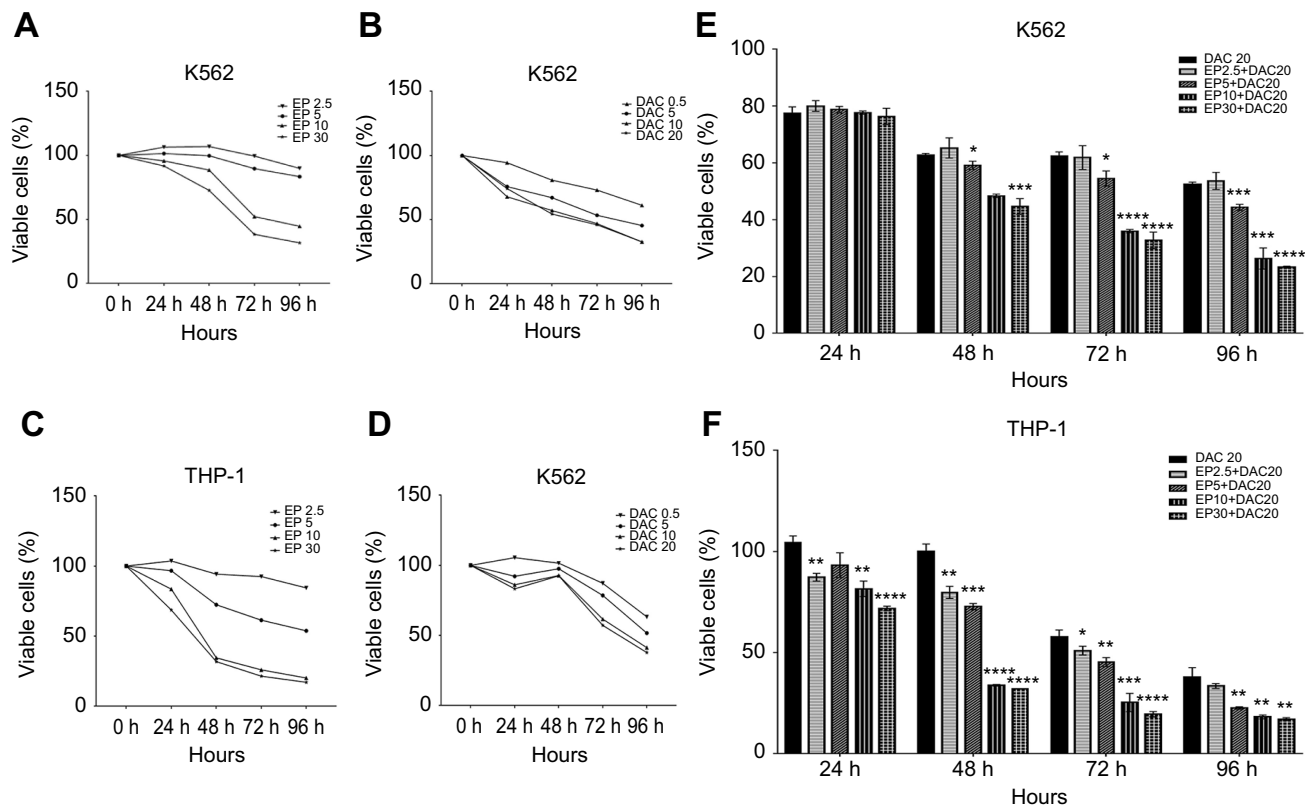 A
K562
Viable cells (%)
150
100
50
0
EP 2.5
EP 5
EP 10
EP 30
0 h 24 h 48 h 72 h 96 h
Hours
B
K562
Viable cells (%)
150
100
50
0
DAC 0.5
DAC 5
DAC 10
DAC 20
0 h 24 h 48 h 72 h 96 h
Hours
E
K562
Viable cells (%)
100
80
60
40
20
0
DAC 20
EP2.5+DAC20
EP5+DAC20
EP10+DAC20
EP30+DAC20
* *** * **** **** *** *** ****
24 h 48 h 72 h 96 h
Hours
C
THP-1
Viable cells (%)
150
100
50
0
EP 2.5
EP 5
EP 10
EP 30
0 h 24 h 48 h 72 h 96 h
Hours
D
K562
Viable cells (%)
150
100
50
0
DAC 0.5
DAC 5
DAC 10
DAC 20
0 h 24 h 48 h 72 h 96 h
Hours
F
THP-1
Viable cells (%)
150
100
50
0
DAC 20
EP2.5+DAC20
EP5+DAC20
EP10+DAC20
EP30+DAC20
** ** **** ** *** **** **** * ** *** **** ** ** **
24 h 48 h 72 h 96 h
Hours